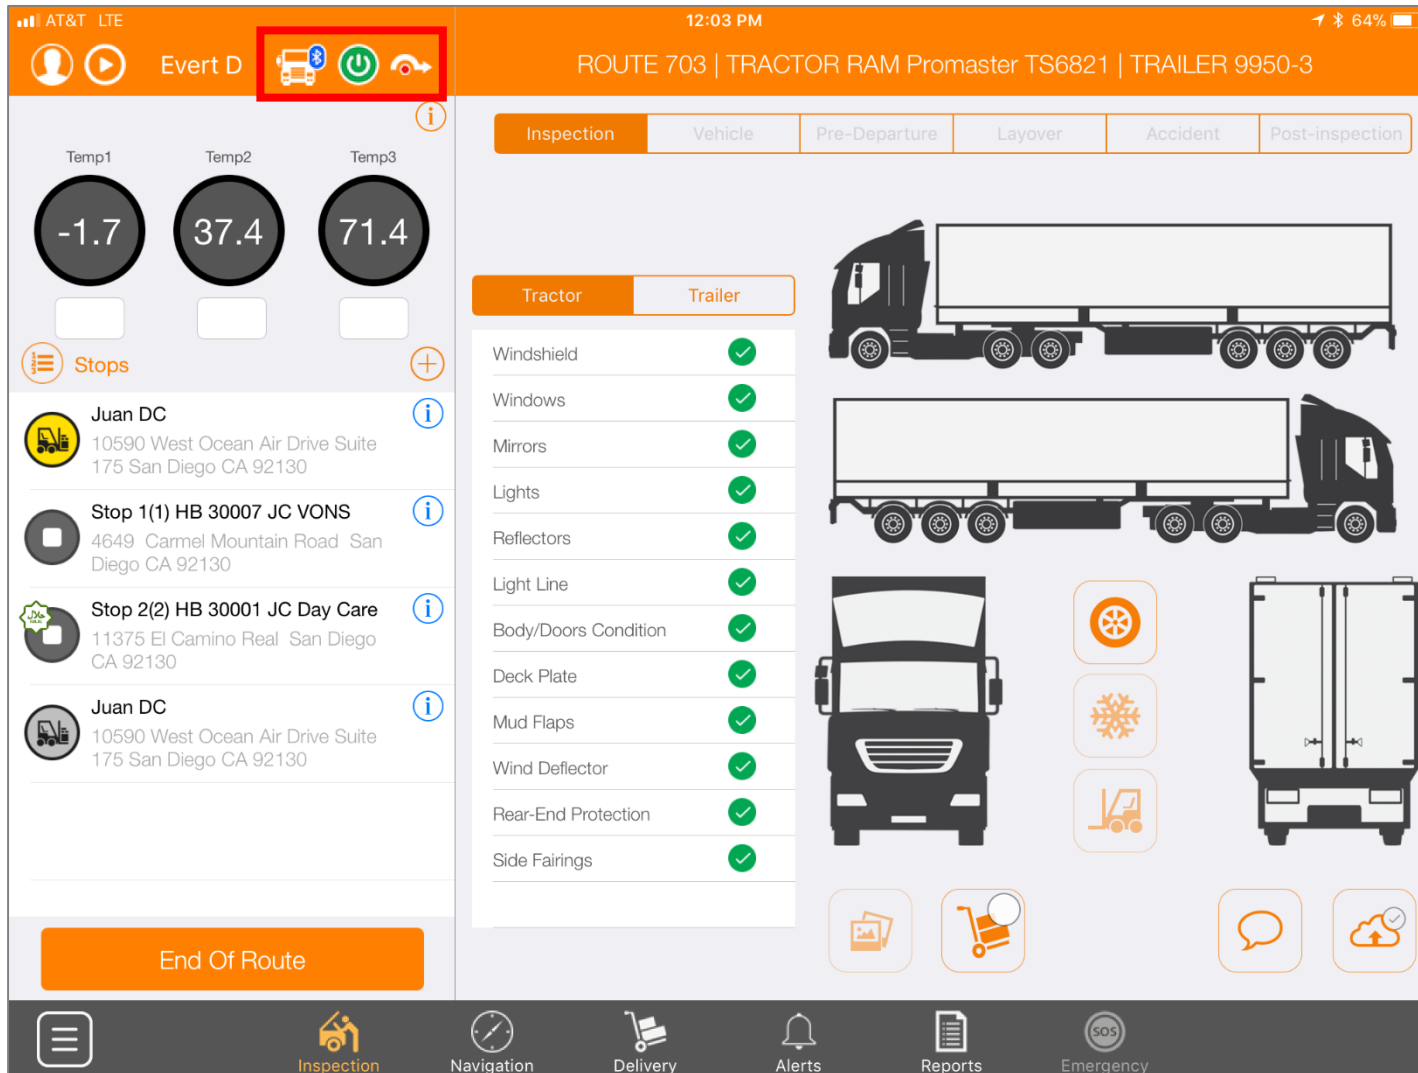 AT&T LTE
12:03 PM
64%
Evert D
ROUTE 703 | TRACTOR RAM Promaster TS6821 | TRAILER 9950-3
Inspection
Vehicle
Pre-Departure
Layover
Accident
Post-inspection
Temp1
Temp2
Temp3
-1.7
37.4
71.4
Stops
Juan DC
10590 West Ocean Air Drive Suite
175 San Diego CA 92130
Stop 1(1) HB 30007 JC VONS
4649 Carmel Mountain Road San
Diego CA 92130
Stop 2(2) HB 30001 JC Day Care
11375 El Camino Real San Diego
CA 92130
Juan DC
10590 West Ocean Air Drive Suite
175 San Diego CA 92130
End Of Route
Tractor
Trailer
Windshield
Windows
Mirrors
Lights
Reflectors
Light Line
Body/Doors Condition
Deck Plate
Mud Flaps
Wind Deflector
Rear-End Protection
Side Fairings
Inspection
Navigation
Delivery
Alerts
Reports
SOS
Emergency